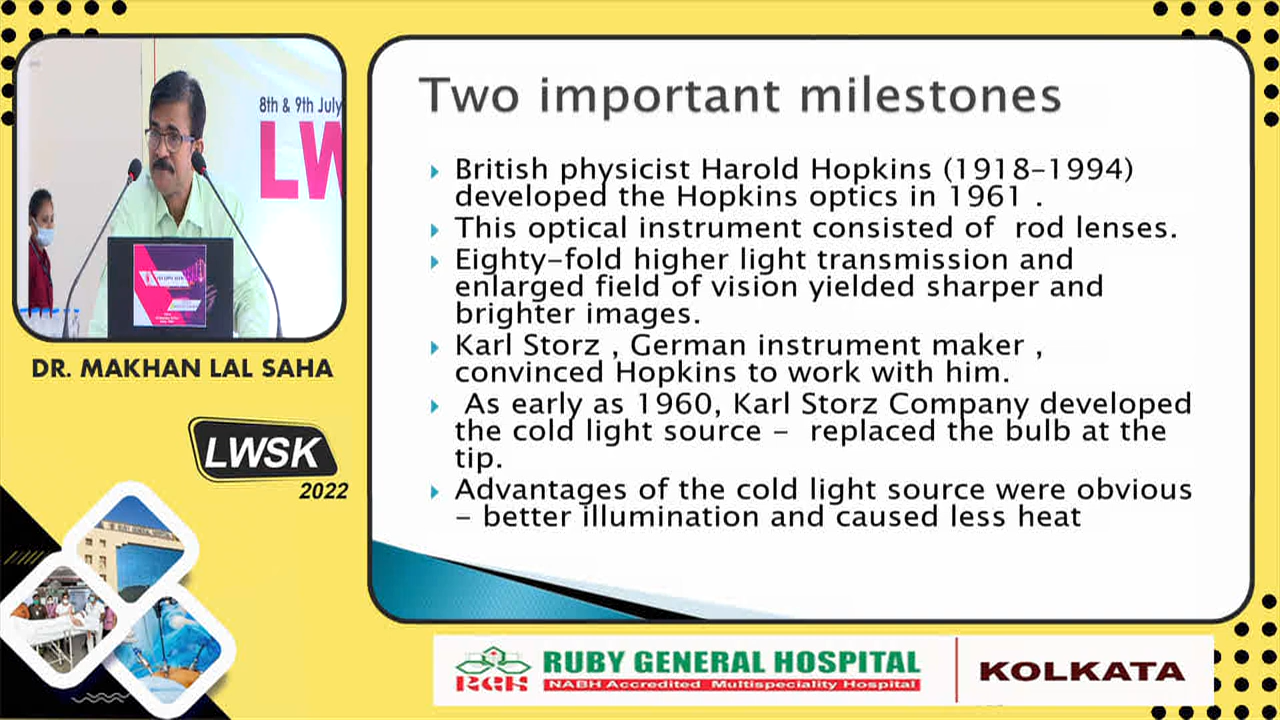 8th & 9th July
LW
DR. MAKHAN LAL SAHA
LWSK
2022
RUBY GENERAL HOSPITAL
Two important milestones
British physicist Harold Hopkins (1918-1994)
developed the Hopkins optics in 1961 .
This optical instrument consisted of rod lenses.
Eighty-fold higher light transmission and
enlarged field of vision yielded sharper and
brighter images.
Karl Storz , German instrument maker ,
convinced Hopkins to work with him.
As early as 1960, Karl Storz Company developed
the cold light source - replaced the bulb at the
tip.
Advantages of the cold light source were obvious
- better illumination and caused less heat
RGH
RUBY GENERAL HOSPITAL
NABH Accredited Multispeciality Hospital
KOLKATA